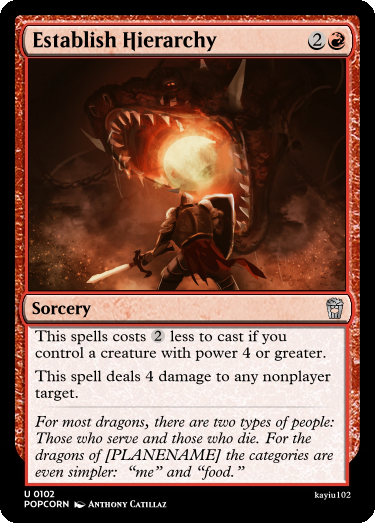 Establish Hierarchy 2
Sorcery
This spells costs 2 less to cast if you
control a creature with power 4 or greater.
This spell deals 4 damage to any nonplayer
target.
For most dragons, there are two types of people:
Those who serve and those who die. For the
dragons of [PLANENAME] the categories are
even simpler: “me” and “food.”
U 0102
POPCORN Anthony Catillaz
kayiu102